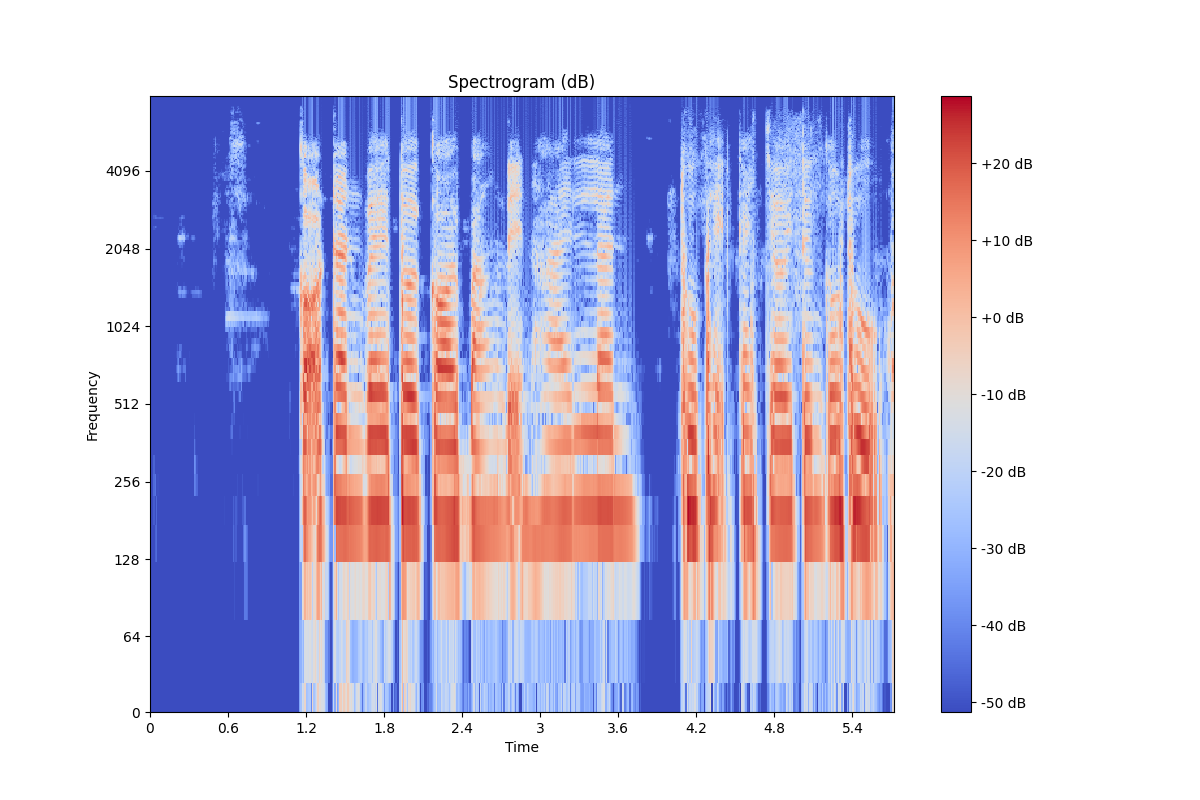 Spectrogram (dB)
Frequency
4096
2048
1024
512
256
128
64
0
0 0.6 1.2 1.8 2.4 3 3.6 4.2 4.8 5.4
Time
+20 dB
+10 dB
+0 dB
-10 dB
-20 dB
-30 dB
-40 dB
-50 dB